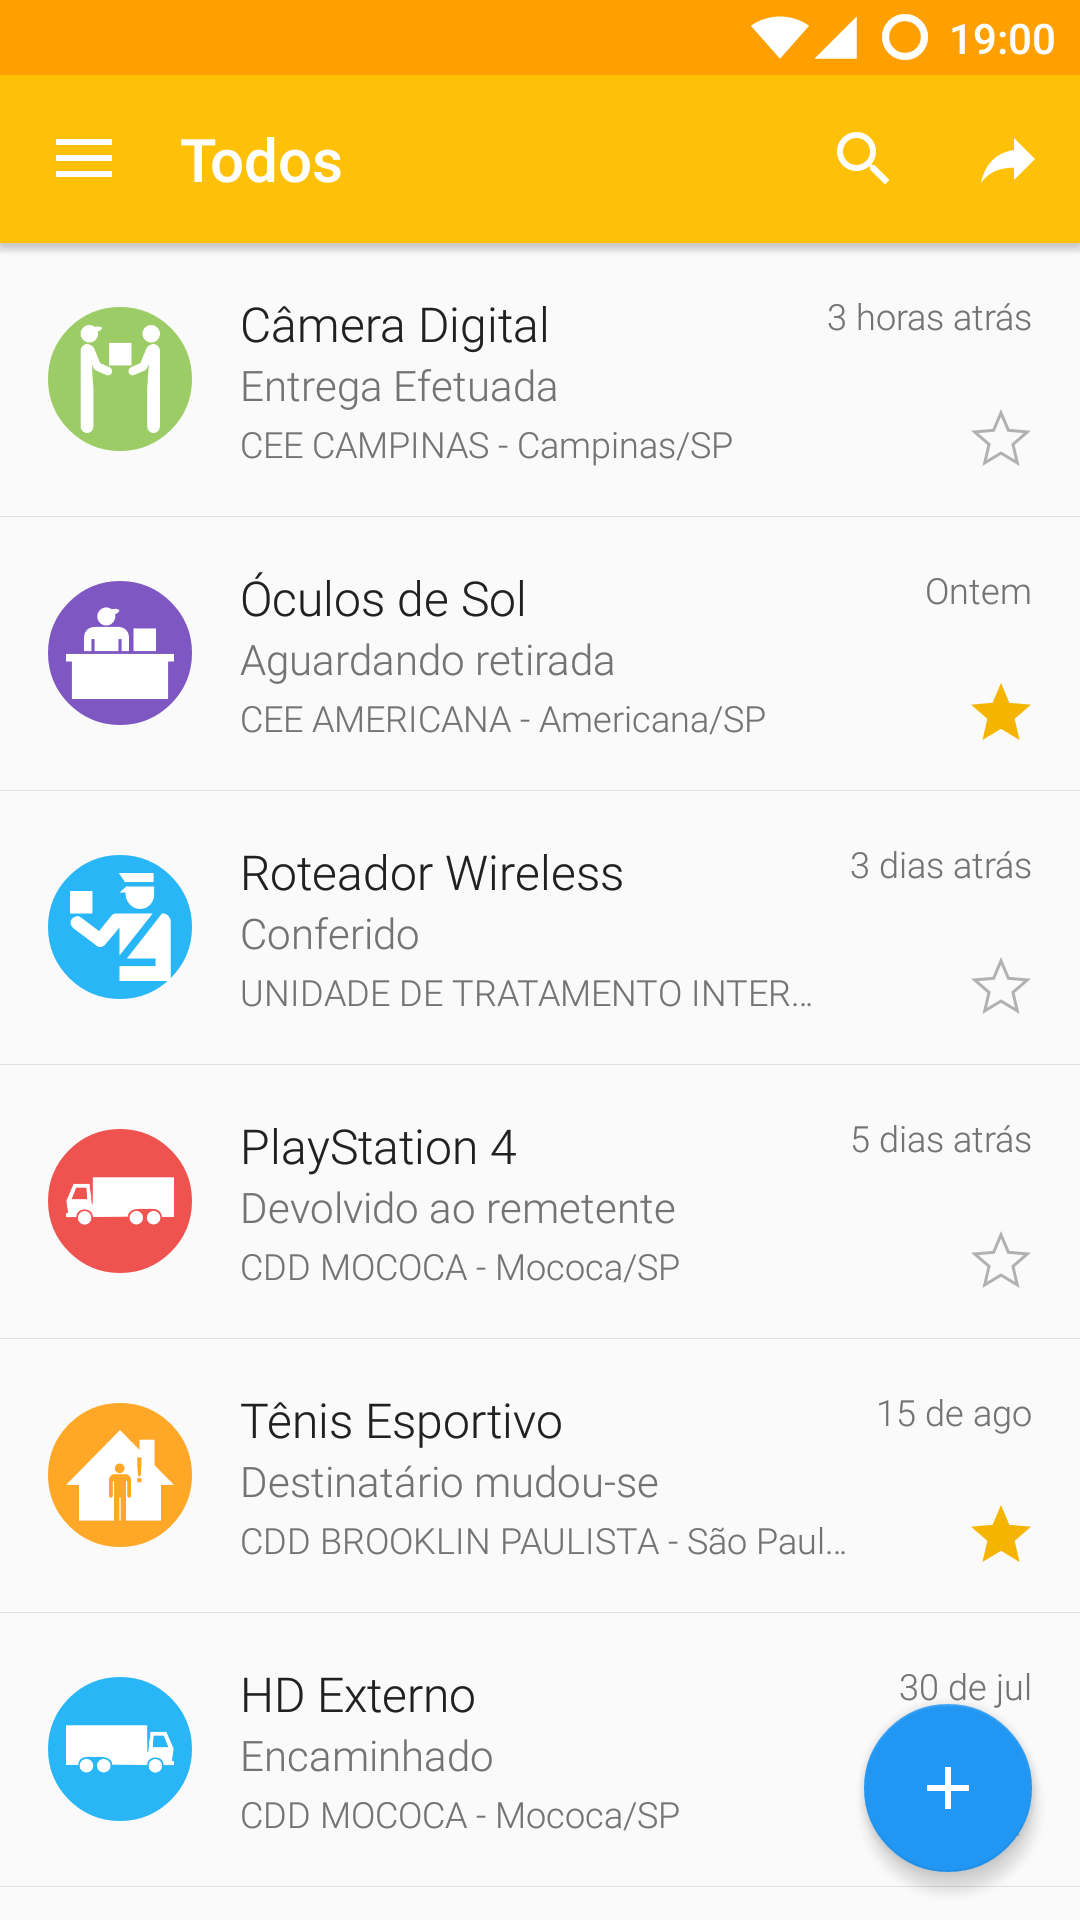 19:00
Todos
Câmera Digital
3 horas atrás
Entrega Efetuada
CEE CAMPINAS - Campinas/SP
Óculos de Sol
Ontem
Aguardando retirada
CEE AMERICANA - Americana/SP
Roteador Wireless
3 dias atrás
Conferido
UNIDADE DE TRATAMENTO INTER...
PlayStation 4
5 dias atrás
Devolvido ao remetente
CDD MOCOCA - Mococa/SP
Tênis Esportivo
15 de ago
Destinatário mudou-se
CDD BROOKLIN PAULISTA - São Paul...
HD Externo
30 de jul
Encaminhado
CDD MOCOCA - Mococa/SP